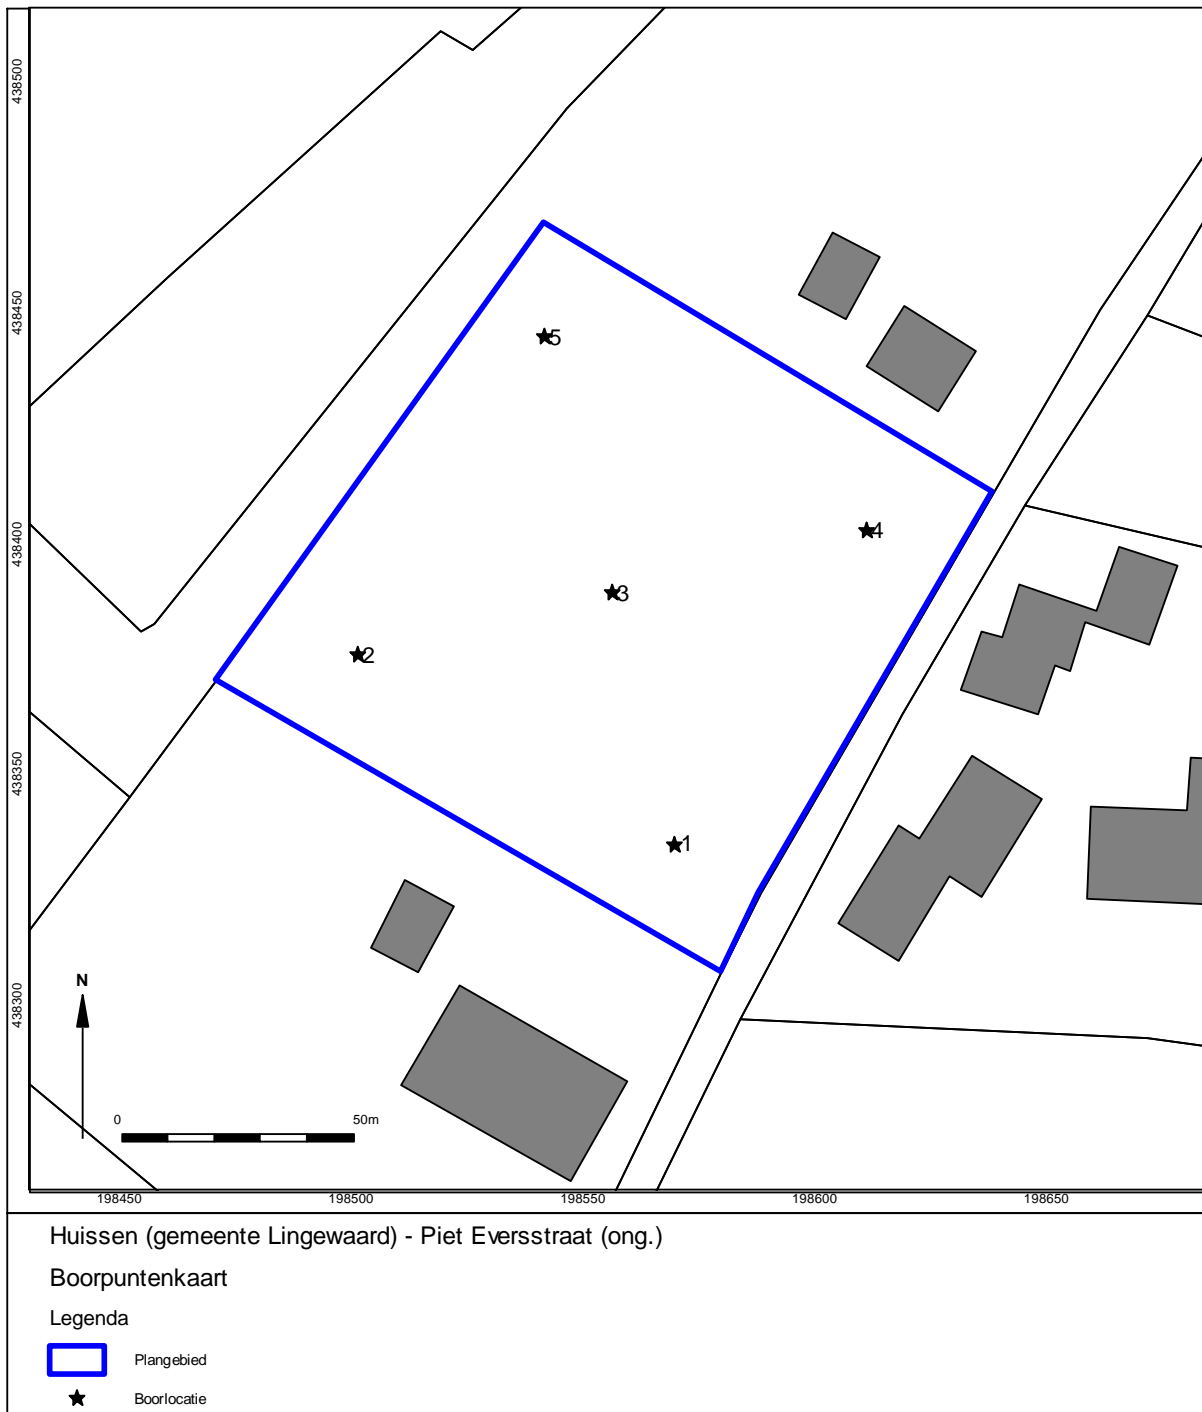 438500
438450
438400
438350
438300
5
4
3
2
1
N
0 50m
198450 198500 198550 198600 198650
Huissen (gemeente Lingewaard) - Piet Eversstraat (ong.)
Boorpuntenkaart
Legenda
Plangebied
Boorlocatie